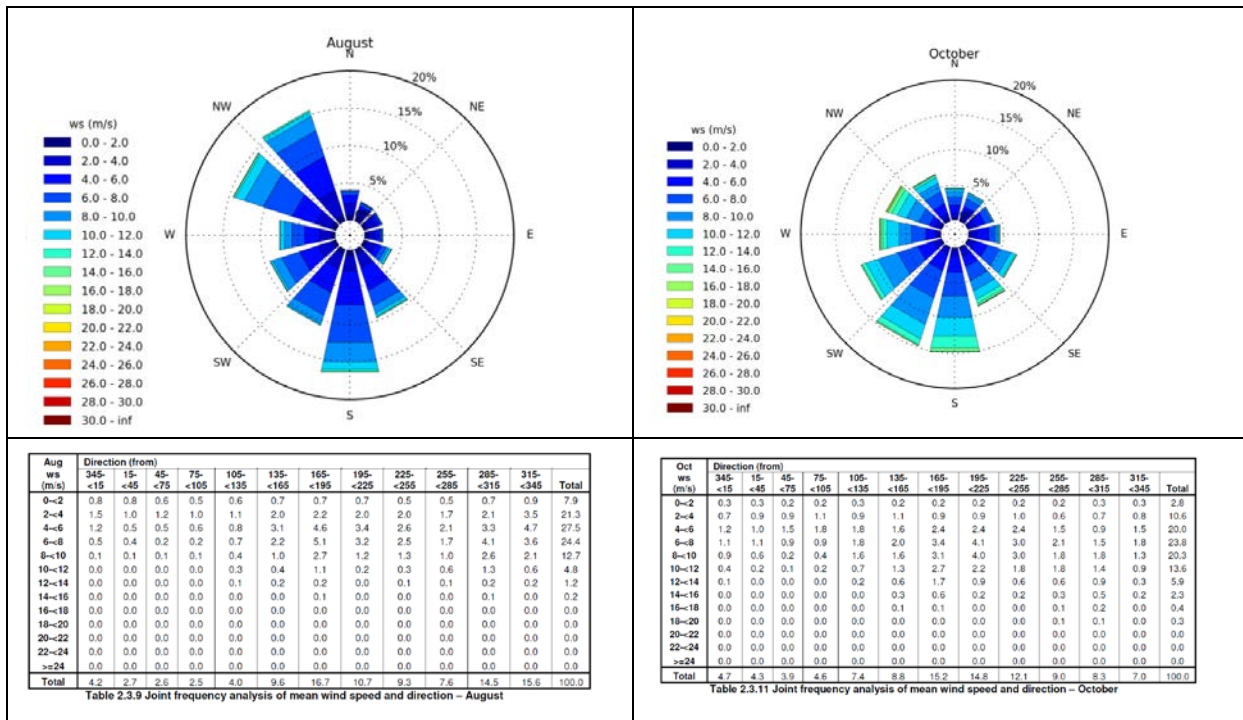 August
N
20%
NW
NE
15%
ws (m/s)
10%
5%
0.0 - 2.0
2.0 - 4.0
4.0 - 6.0
6.0 - 8.0
8.0 - 10.0
10.0 - 12.0
12.0 - 14.0
14.0 - 16.0
16.0 - 18.0
18.0 - 20.0
20.0 - 22.0
22.0 - 24.0
24.0 - 26.0
26.0 - 28.0
28.0 - 30.0
30.0 - inf
W
E
SW
SE
S
October
N
20%
NW
NE
15%
ws (m/s)
10%
5%
0.0 - 2.0
2.0 - 4.0
4.0 - 6.0
6.0 - 8.0
8.0 - 10.0
10.0 - 12.0
12.0 - 14.0
14.0 - 16.0
16.0 - 18.0
18.0 - 20.0
20.0 - 22.0
22.0 - 24.0
24.0 - 26.0
26.0 - 28.0
28.0 - 30.0
30.0 - inf
W
E
SW
SE
S
Aug Direction (from)
ws 345- 15- 45- 75- 105- 135- 165- 195- 225- 255- 285- 315-
(m/s) <15 <45 <75 <105 <135 <165 <195 <225 <255 <285 <315 <345 Total
0-<2 0.8 0.8 0.6 0.5 0.6 0.7 0.7 0.7 0.5 0.5 0.7 0.9 7.9
2-<4 1.5 1.0 1.2 1.0 1.1 2.0 2.2 2.0 2.0 1.7 2.1 3.5 21.3
4-<6 1.2 0.5 0.5 0.6 0.8 3.1 4.6 3.4 2.6 2.1 3.3 4.7 27.5
6-<8 0.5 0.4 0.2 0.2 0.7 2.2 5.1 3.2 2.5 1.7 4.1 3.6 24.4
8-<10 0.1 0.1 0.1 0.1 0.4 1.0 2.7 1.2 1.3 1.0 2.6 2.1 12.7
10-<12 0.0 0.0 0.0 0.0 0.3 0.4 1.1 0.2 0.3 0.6 1.3 0.6 4.8
12-<14 0.0 0.0 0.0 0.0 0.1 0.2 0.2 0.0 0.1 0.1 0.2 0.2 1.2
14-<16 0.0 0.0 0.0 0.0 0.0 0.0 0.1 0.0 0.0 0.0 0.1 0.0 0.2
16-<18 0.0 0.0 0.0 0.0 0.0 0.0 0.0 0.0 0.0 0.0 0.0 0.0 0.0
18-<20 0.0 0.0 0.0 0.0 0.0 0.0 0.0 0.0 0.0 0.0 0.0 0.0 0.0
20-<22 0.0 0.0 0.0 0.0 0.0 0.0 0.0 0.0 0.0 0.0 0.0 0.0 0.0
22-<24 0.0 0.0 0.0 0.0 0.0 0.0 0.0 0.0 0.0 0.0 0.0 0.0 0.0
>=24 0.0 0.0 0.0 0.0 0.0 0.0 0.0 0.0 0.0 0.0 0.0 0.0 0.0
Total 4.2 2.7 2.6 2.5 4.0 9.6 16.7 10.7 9.3 7.6 14.5 15.6 100.0
Table 2.3.9 Joint frequency analysis of mean wind speed and direction – August
Oct Direction (from)
ws 345- 15- 45- 75- 105- 135- 165- 195- 225- 255- 285- 315-
(m/s) <15 <45 <75 <105 <135 <165 <195 <225 <255 <285 <315 <345 Total
0-<2 0.3 0.3 0.2 0.1 0.3 0.2 0.2 0.2 0.2 0.2 0.3 0.3 2.8
2-<4 0.7 0.9 0.9 1.1 0.9 1.1 0.9 0.9 1.0 0.6 0.7 0.8 10.6
4-<6 1.2 1.0 1.5 1.8 1.8 1.6 2.4 2.4 2.4 1.5 0.9 1.5 20.0
6-<8 1.1 1.1 0.9 0.9 1.8 2.0 3.4 4.1 3.0 2.1 1.5 1.8 23.8
8-<10 0.9 0.6 0.2 0.4 1.6 1.6 3.1 4.0 3.0 1.8 1.8 1.3 20.3
10-<12 0.4 0.2 0.1 0.2 0.7 1.3 2.7 2.2 1.8 1.8 1.4 0.9 13.6
12-<14 0.1 0.0 0.0 0.0 0.2 0.6 1.7 0.9 0.6 0.6 0.9 0.3 5.9
14-<16 0.0 0.0 0.0 0.0 0.0 0.3 0.6 0.2 0.2 0.3 0.5 0.2 2.3
16-<18 0.0 0.0 0.0 0.0 0.0 0.1 0.1 0.0 0.0 0.1 0.2 0.0 0.4
18-<20 0.0 0.0 0.0 0.0 0.0 0.0 0.0 0.0 0.0 0.1 0.1 0.0 0.3
20-<22 0.0 0.0 0.0 0.0 0.0 0.0 0.0 0.0 0.0 0.0 0.0 0.0 0.0
22-<24 0.0 0.0 0.0 0.0 0.0 0.0 0.0 0.0 0.0 0.0 0.0 0.0 0.0
>=24 0.0 0.0 0.0 0.0 0.0 0.0 0.0 0.0 0.0 0.0 0.0 0.0 0.0
Total 4.7 4.3 3.9 4.6 7.4 8.8 15.2 14.8 12.1 9.0 8.3 7.0 100.0
Table 2.3.11 Joint frequency analysis of mean wind speed and direction – October